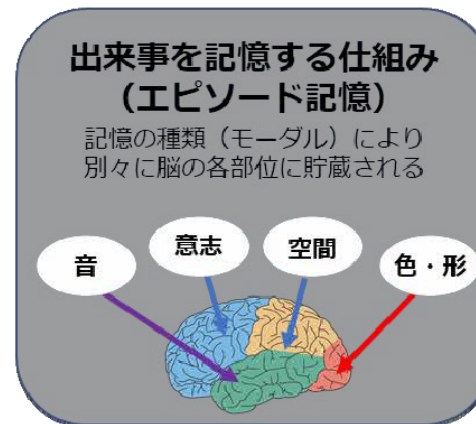 出来事を記憶する仕組み
（エピソード記憶）
記憶の種類（モーダル）により
別々に脳の各部位に貯蔵される
音
意志
空間
色・形